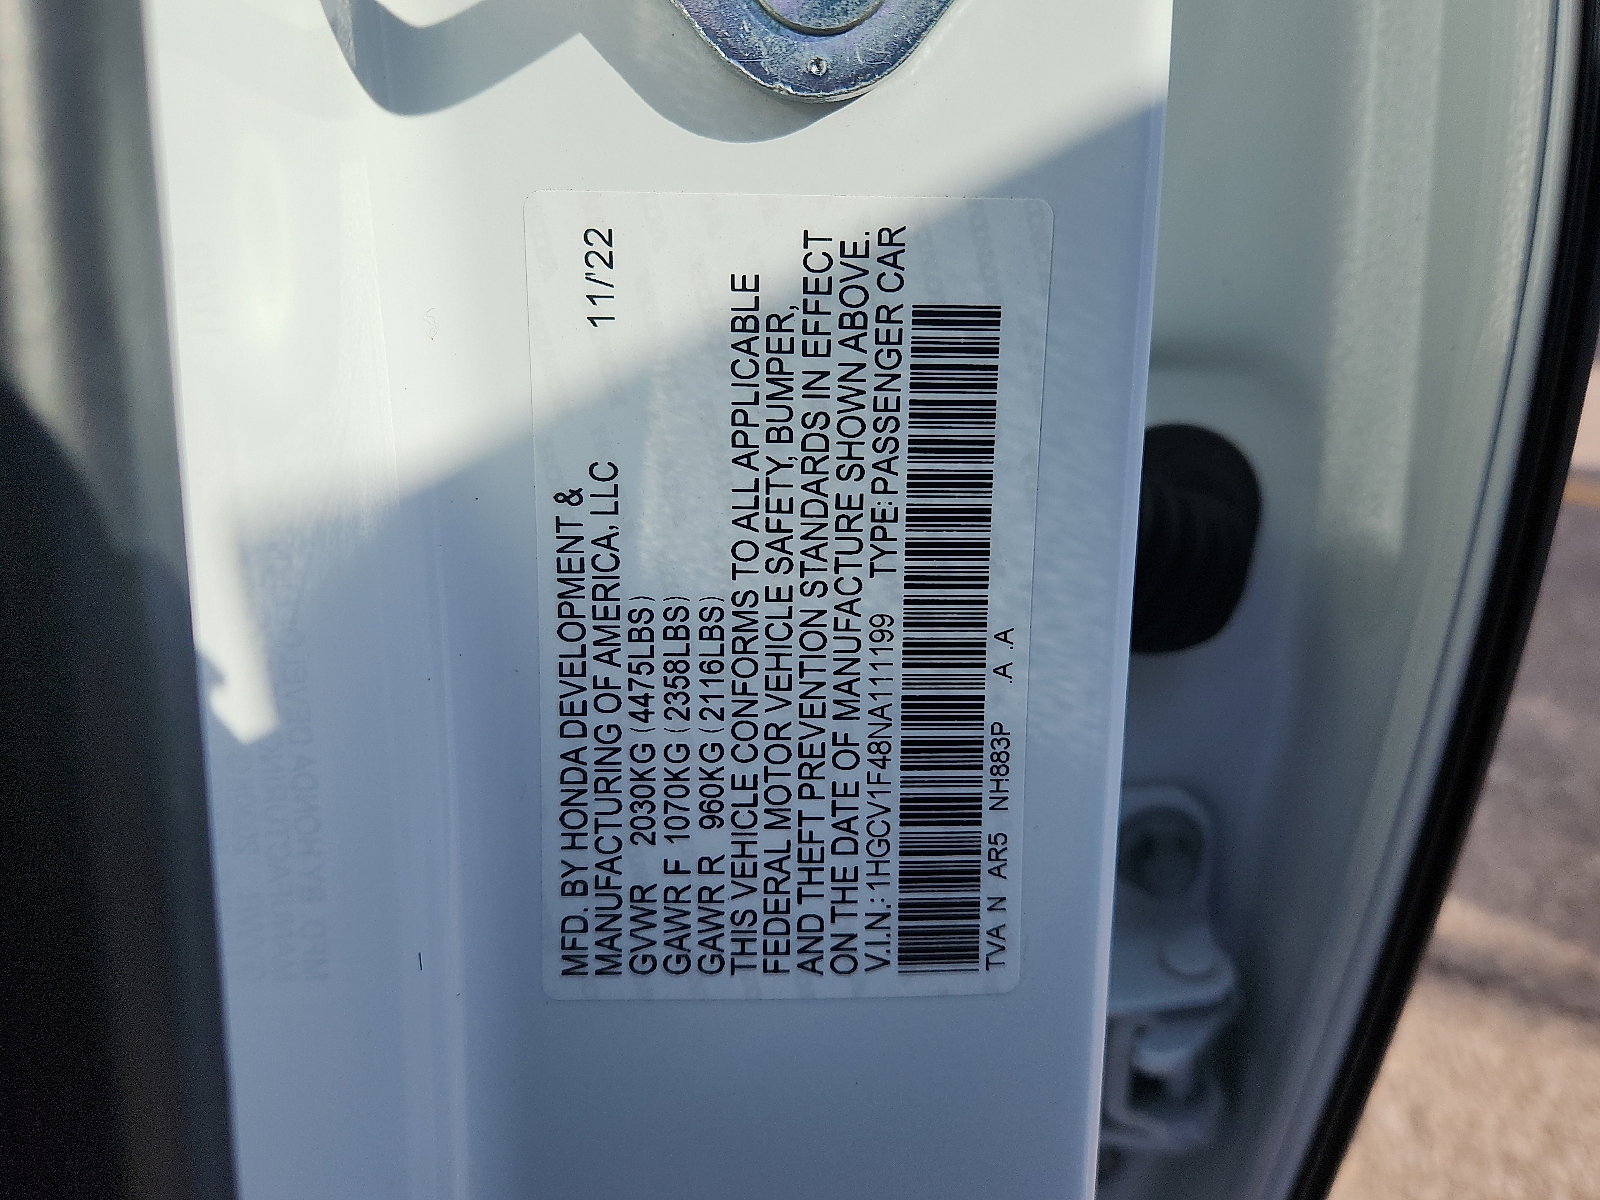 MFD. BY HONDA DEVELOPMENT &
MANUFACTURING OF AMERICA, LLC 11/'22
GVWR 2030KG (4475LBS)
GAWR F 1070KG (2358LBS)
GAWR R 960KG (2116LBS)
THIS VEHICLE CONFORMS TO ALL APPLICABLE
FEDERAL MOTOR VEHICLE SAFETY, BUMPER,
AND THEFT PREVENTION STANDARDS IN EFFECT
ON THE DATE OF MANUFACTURE SHOWN ABOVE.
V.I.N.: 1HGCV1F48NA111199 TYPE: PASSENGER CAR
TVA N AR5 NH883P .A .A